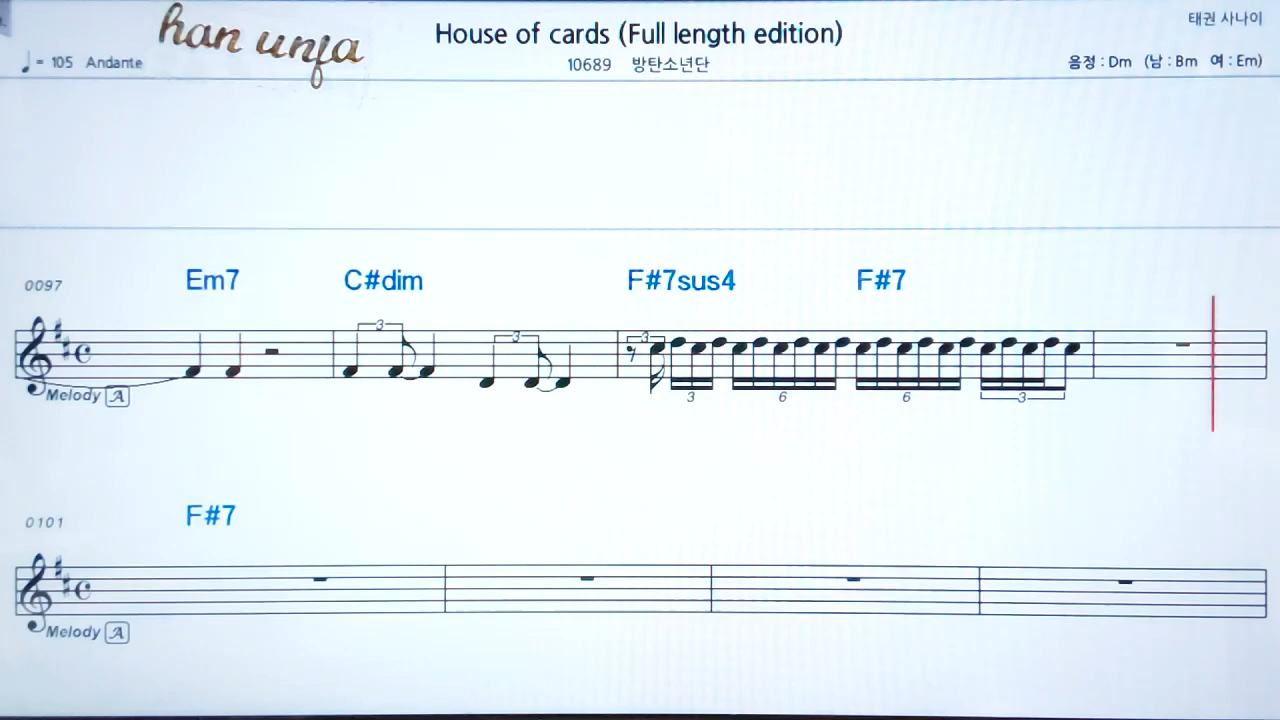 태권 사나이
House of cards (Full length edition)
han unfa
♩ = 105 Andante
10689 방탄소년단
음정 : Dm (남 : Bm 여 : Em)
0097
Em7 C#dim F#7sus4 F#7
3 3 3
Melody A
3 6 6 3
0101
F#7
Melody A